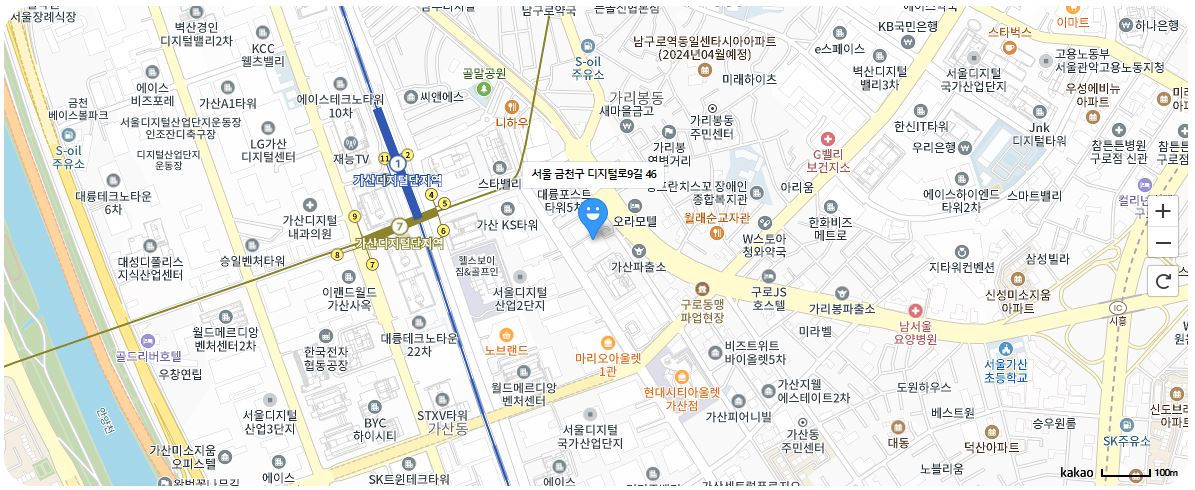 서울장례식장
벽산경인
디지털밸리2차
KCC
웰츠밸리
남구로약국
S-oil
주유소
남구로역동일센타시아아파트
(2024년04월예정)
미래하이츠
e스페이스
KB국민은행
벽산디지털
밸리3차
스타벅스
이마트
하나은행
고용노동부
서울관악고용노동지청
서울디지털
국가산업단지
우성에비뉴
아파트
에이스
비즈포레
가산A1타워
에이스테크노타워
10차
골말공원
씨앤에스
니하우
가리봉동
새마을금고
가리봉동
주민센터
가리봉
연변거리
금천
베이스볼파크
S-oil
주유소
서울디지털산업단지운동장
인조잔디축구장
디지털산업단지
운동장
LG가산
디지털센터
재능TV
11
1
2
가산디지털단지역
스타밸리
서울 금천구 디지털로9길 46
G밸리
보건지소
한신IT타워
우리은행
Jnk
디지털타워
참튼튼병원
구로점 신관
대륭테크노타운
6차
가산디지털
내과의원
9
4
5
7
6
가산디지털단지역
8
7
가산 KS타워
대륭포스트
타워5차
오라모텔
장애인
종합복지관
월래순교자관
아리움
에이스하이엔드
타워2차
스마트밸리
한화비즈
메트로
W스토아
청화약국
대성디폴리스
지식산업센터
승일벤처타워
헬스보이
짐&골프인
가산파출소
지타워컨벤션
삼성빌라
이랜드월드
가산사옥
서울디지털
산업2단지
구로동맹
파업현장
구로JS
호스텔
가리봉파출소
신성미소지움
아파트
시흥
월드메르디앙
벤처센터2차
골드리버호텔
우창연립
한국전자
협동공장
대륭테크노타운
22차
노브랜드
마리오아울렛
1관
비즈트위트
바이올렛5차
미라벨
남서울
요양병원
서울가산
초등학교
월드메르디앙
벤처센터
현대시티아울렛
가산점
가산지웰
에스테이트2차
도원하우스
안양천
서울디지털
산업3단지
BYC
하이시티
STXV타워
가산동
서울디지털
국가산업단지
가산피어니빌
가산동
주민센터
대동
베스트원
덕산아파트
승우원룸
신도브래
아파트
SK주유소
가산미소지움
오피스텔
에이스
SK트윈테크타워
노블리움
kakao
100m